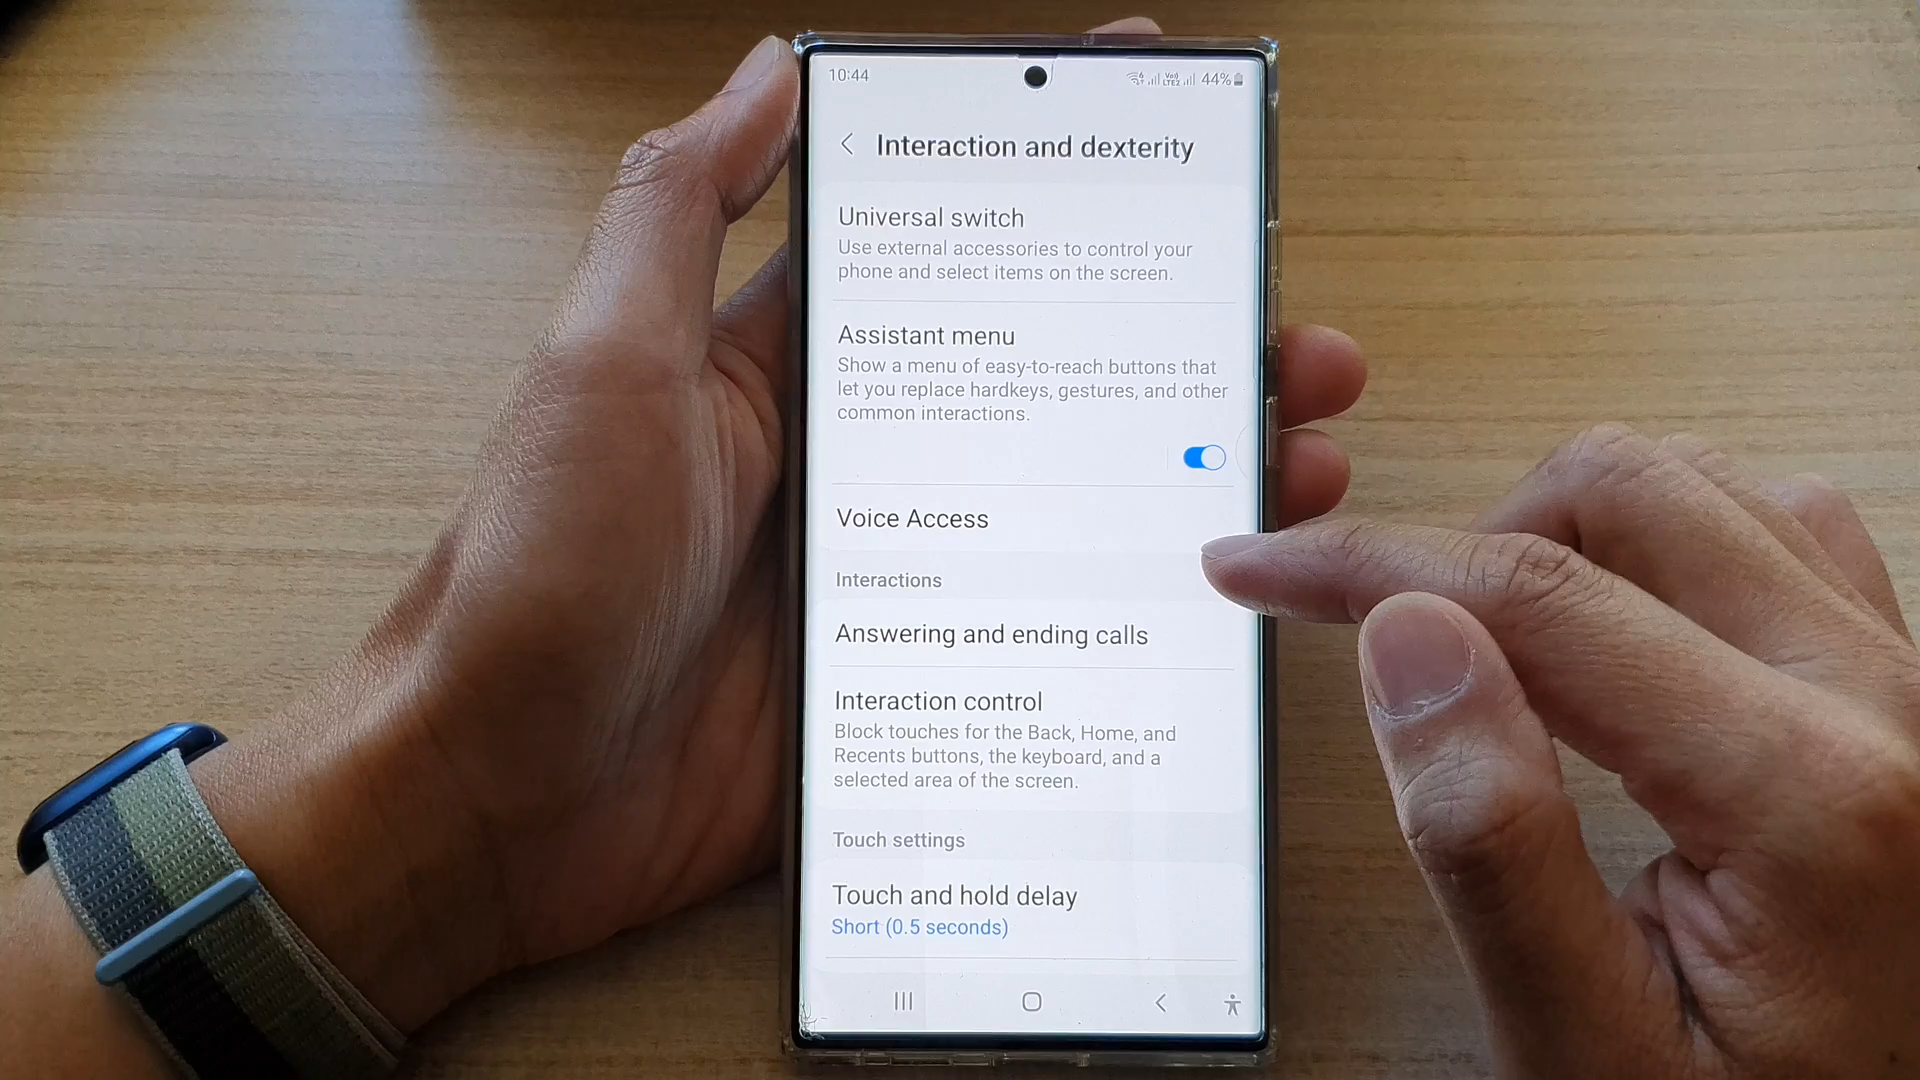 10:44
44%
Interaction and dexterity
Universal switch
Use external accessories to control your
phone and select items on the screen.
Assistant menu
Show a menu of easy-to-reach buttons that
let you replace hardkeys, gestures, and other
common interactions.
Voice Access
Interactions
Answering and ending calls
Interaction control
Block touches for the Back, Home, and
Recents buttons, the keyboard, and a
selected area of the screen.
Touch settings
Touch and hold delay
Short (0.5 seconds)